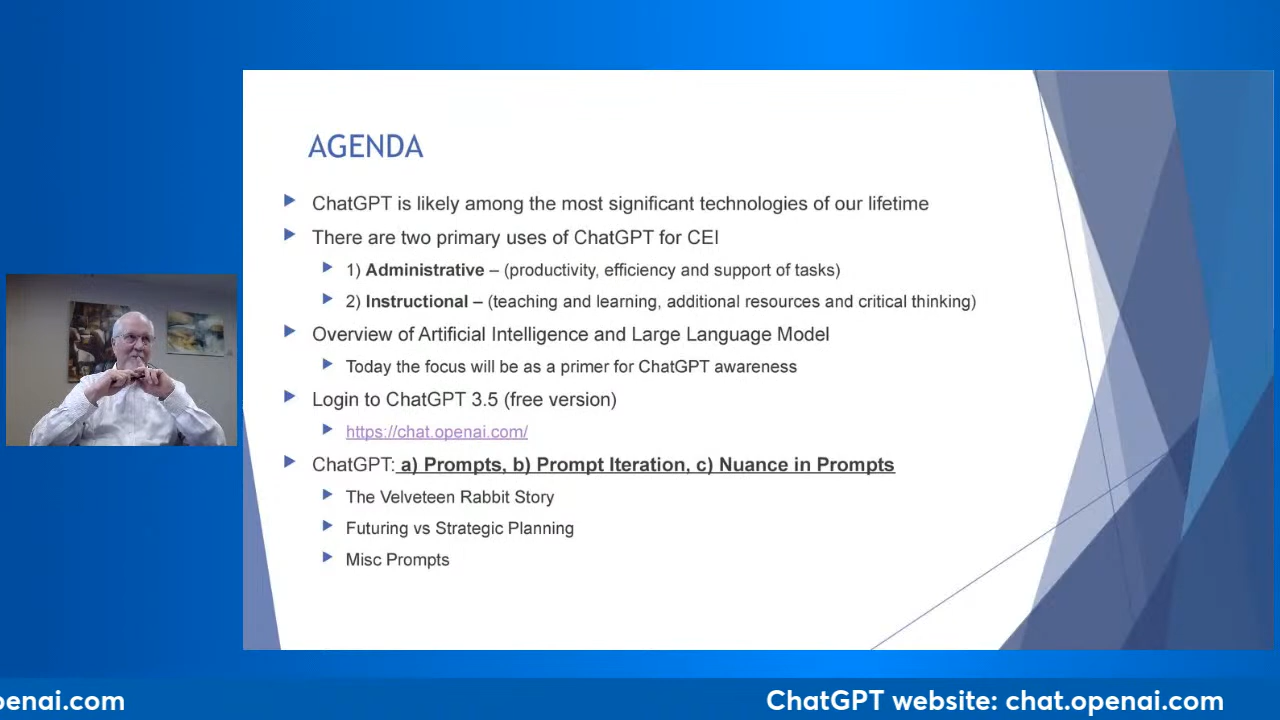 AGENDA
ChatGPT is likely among the most significant technologies of our lifetime
There are two primary uses of ChatGPT for CEI
1) Administrative – (productivity, efficiency and support of tasks)
2) Instructional – (teaching and learning, additional resources and critical thinking)
Overview of Artificial Intelligence and Large Language Model
Today the focus will be as a primer for ChatGPT awareness
Login to ChatGPT 3.5 (free version)
https://chat.openai.com/
ChatGPT: a) Prompts, b) Prompt Iteration, c) Nuance in Prompts
The Velveteen Rabbit Story
Futuring vs Strategic Planning
Misc Prompts
penai.com ChatGPT website: chat.openai.com